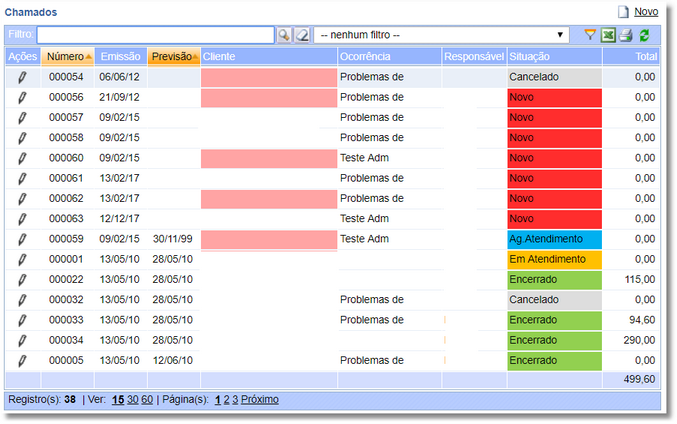 Chamados Novo
Filtro: -- nenhum filtro --
Ações Número Emissão Previsão Cliente Ocorrência Responsável Situação Total
000054 06/06/12 Problemas de Cancelado 0,00
000056 21/09/12 Problemas de Novo 0,00
000057 09/02/15 Problemas de Novo 0,00
000058 09/02/15 Problemas de Novo 0,00
000060 09/02/15 Teste Adm Novo 0,00
000061 13/02/17 Problemas de Novo 0,00
000062 13/02/17 Problemas de Novo 0,00
000063 12/12/17 Teste Adm Novo 0,00
000059 09/02/15 30/11/99 Teste Adm Ag.Atendimento 0,00
000001 13/05/10 28/05/10 Em Atendimento 0,00
000022 13/05/10 28/05/10 Encerrado 115,00
000032 13/05/10 28/05/10 Problemas de Cancelado 0,00
000033 13/05/10 28/05/10 Problemas de Encerrado 94,60
000034 13/05/10 28/05/10 Encerrado 290,00
000005 13/05/10 12/06/10 Problemas de Encerrado 0,00
499,60
Registro(s): 38 | Ver: 15 30 60 | Página(s): 1 2 3 Próximo